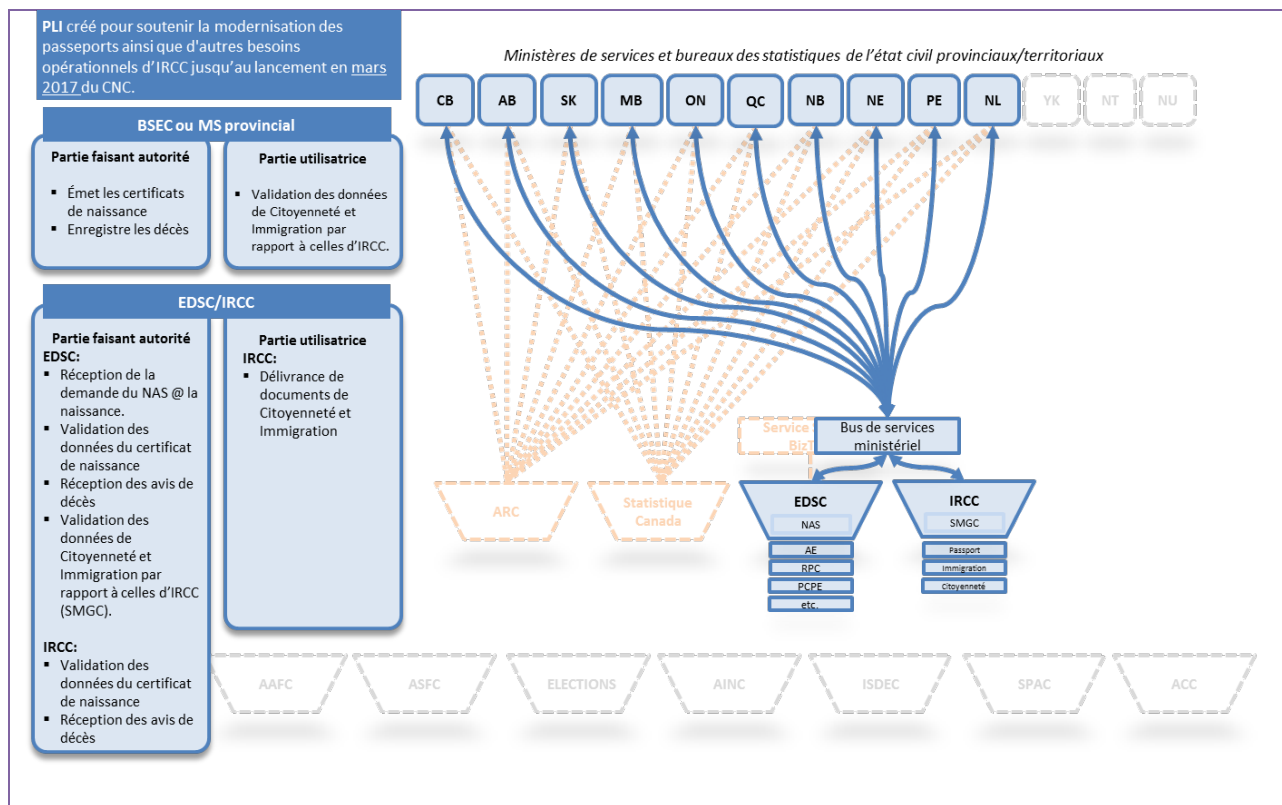 PLI créé pour soutenir la modernisation des
passeports ainsi que d'autres besoins
opérationnels d'IRCC jusqu'au lancement en mars
2017 du CNC.
Ministères de services et bureaux des statistiques de l'état civil provinciaux/territoriaux
CB AB SK MB ON QC NB NE PE NL YK NT NU
BSEC ou MS provincial
Partie faisant autorité
▪ Émet les certificats
de naissance
▪ Enregistre les décès
Partie utilisatrice
▪ Validation des données
de Citoyenneté et
Immigration par
rapport à celles d'IRCC.
EDSC/IRCC
Partie faisant autorité
EDSC:
▪ Réception de la
demande du NAS @ la
naissance.
▪ Validation des
données du certificat
de naissance
▪ Réception des avis de
décès
▪ Validation des
données de
Citoyenneté et
Immigration par
rapport à celles d'IRCC
(SMGC).
IRCC:
▪ Validation des
données du certificat
de naissance
▪ Réception des avis de
décès
Partie utilisatrice
IRCC:
▪ Délivrance de
documents de
Citoyenneté et
Immigration
Service
BizT
Bus de services
ministériel
ARC
Statistique
Canada
EDSC
NAS
AE
RPC
PCPE
etc.
IRCC
SMGC
Passport
Immigration
Citoyenneté
AAFC ASFC ELECTIONS AINC ISDEC SPAC ACC